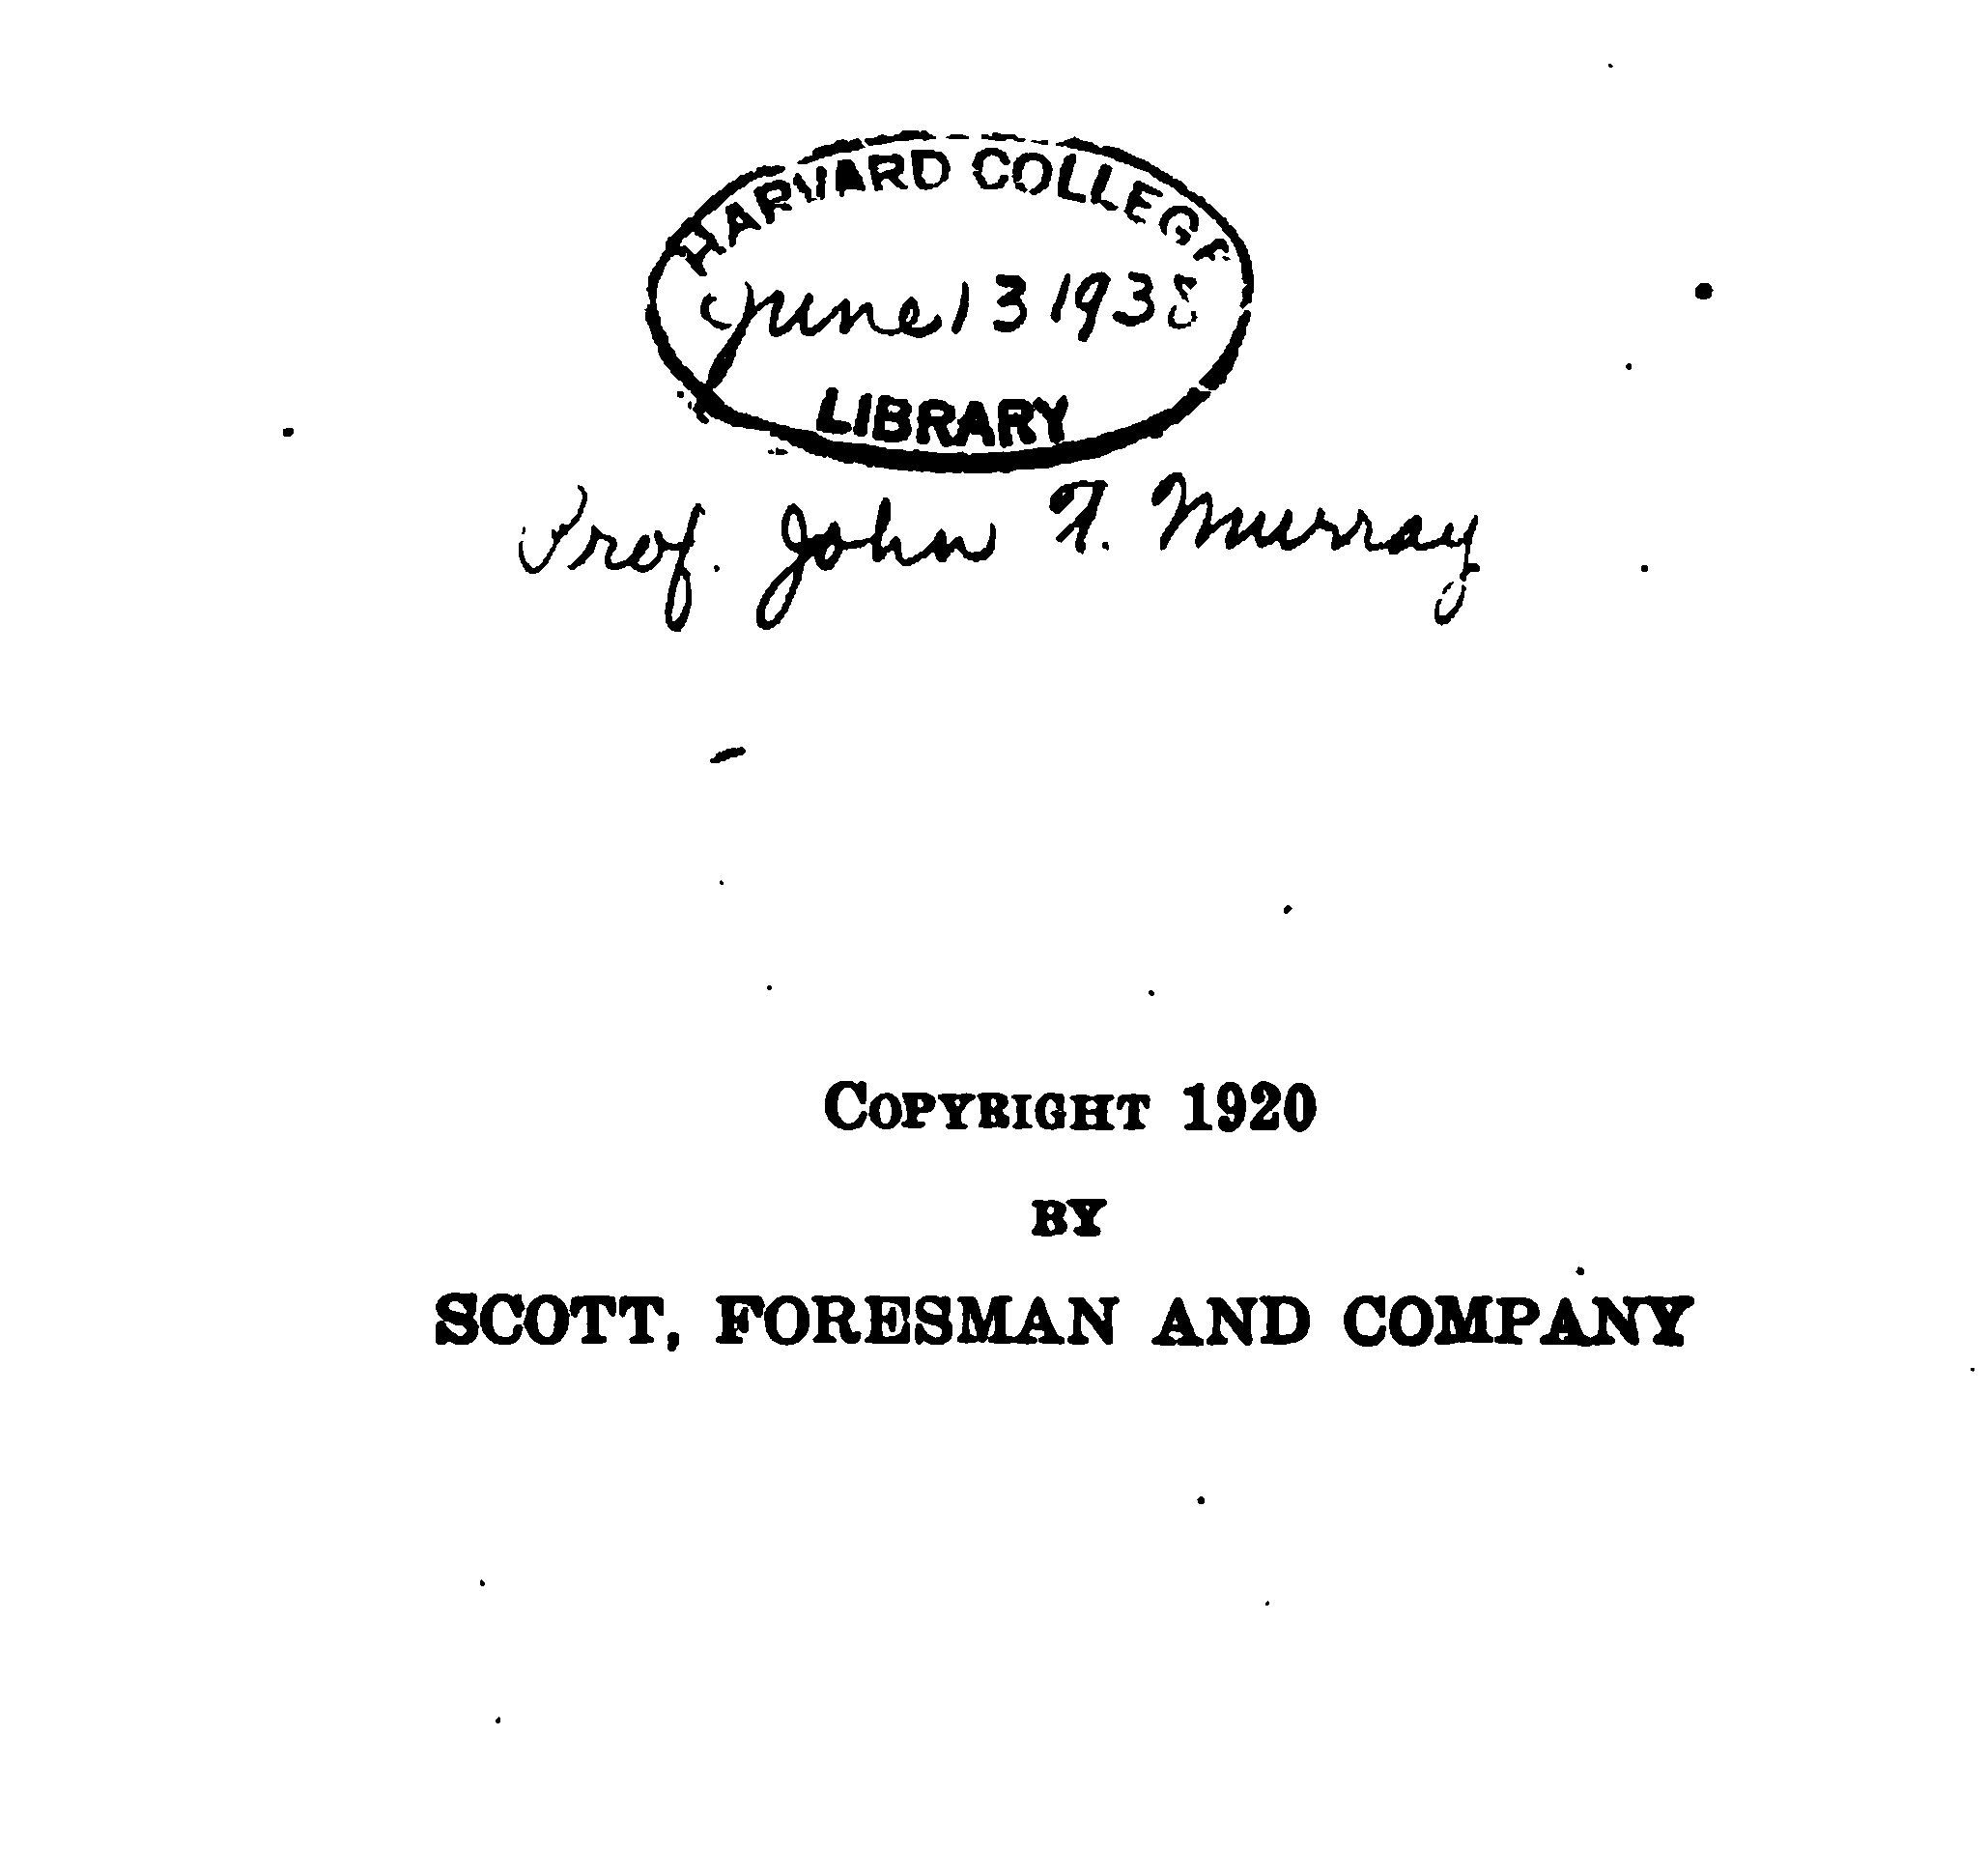 HARVARD COLLEGE
June 13 1938
LIBRARY
Prof. John T. Murray
COPYRIGHT 1920
BY
SCOTT, FORESMAN AND COMPANY